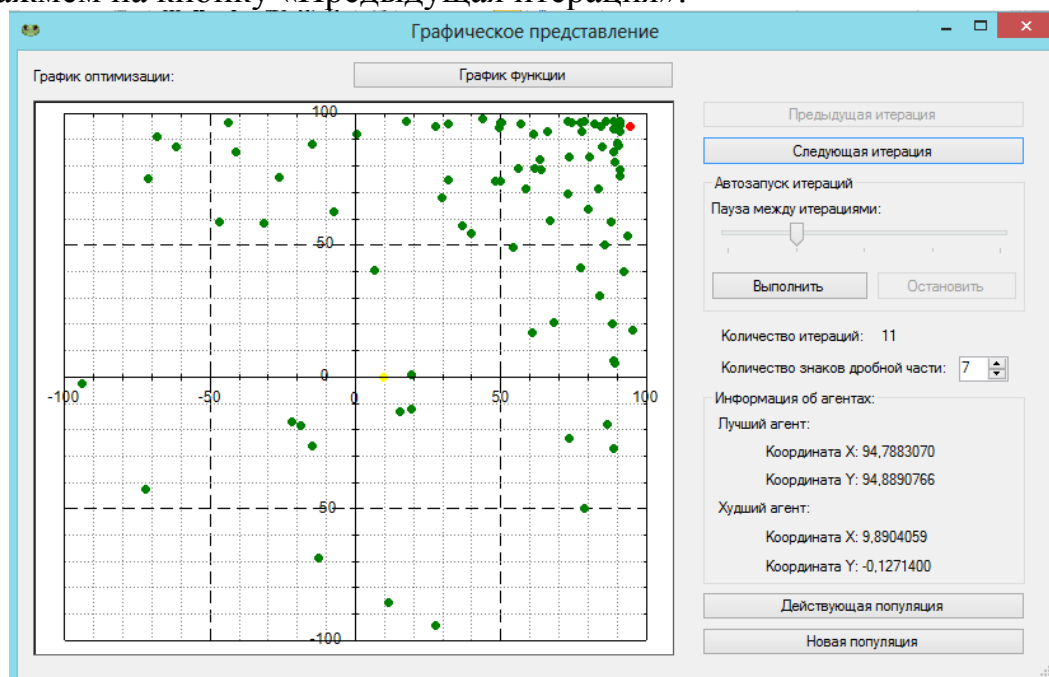 кнопку «Предыдущая итерация».
Графическое представление
График оптимизации:
График функции
100
50
0
-100
-50
0
50
100
-50
-100
Предыдущая итерация
Следующая итерация
Автозапуск итераций
Пауза между итерациями:
Выполнить
Остановить
Количество итераций: 11
Количество знаков дробной части: 7
Информация об агентах:
Лучший агент:
Координата X: 94,7883070
Координата Y: 94,8890766
Худший агент:
Координата X: 9,8904059
Координата Y: -0,1271400
Действующая популяция
Новая популяция